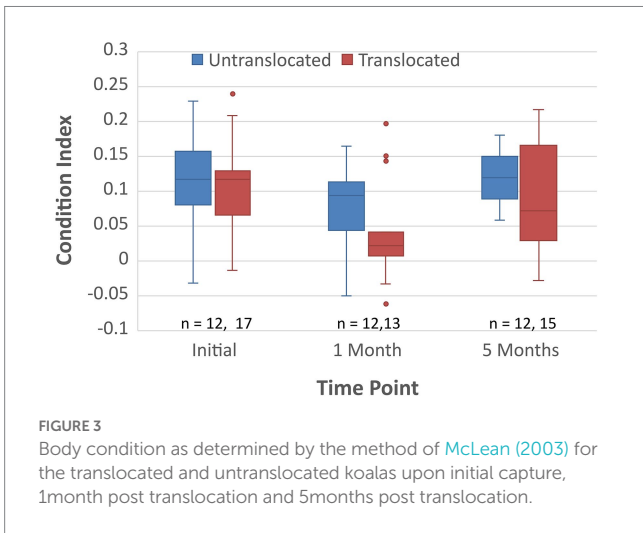 0.3
Untranslocated Translocated
0.25
0.2
0.15
0.1
0.05
0
-0.05
-0.1
Condition Index
n = 12, 17 n = 12,13 n = 12, 15
Initial 1 Month 5 Months
Time Point
FIGURE 3
Body condition as determined by the method of McLean (2003) for
the translocated and untranslocated koalas upon initial capture,
1month post translocation and 5months post translocation.